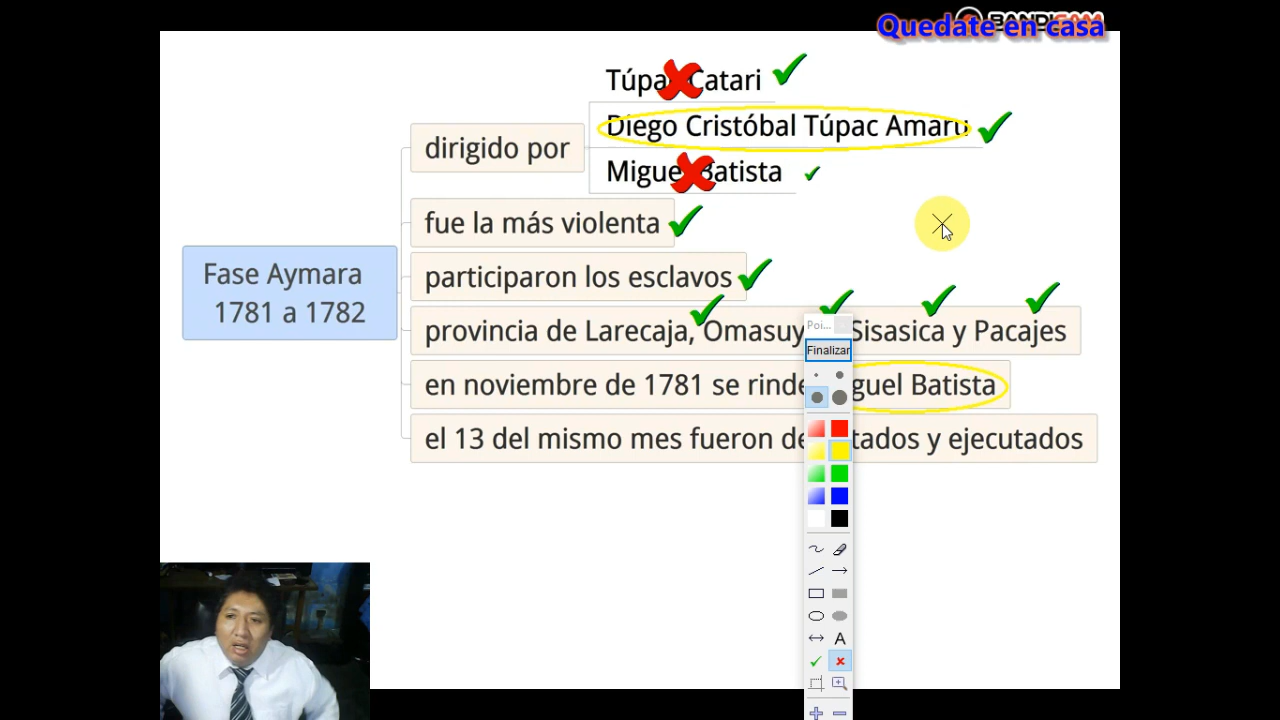 BANDICAM
Quedate en casa
Túpac Catari
Diego Cristóbal Túpac Amaru
dirigido por
Miguel Batista
fue la más violenta
Fase Aymara
1781 a 1782
participaron los esclavos
Poi...
provincia de Larecaja, Omasuy Sisasica y Pacajes
Finalizar
en noviembre de 1781 se rinde guel Batista
el 13 del mismo mes fueron de tados y ejecutados
A